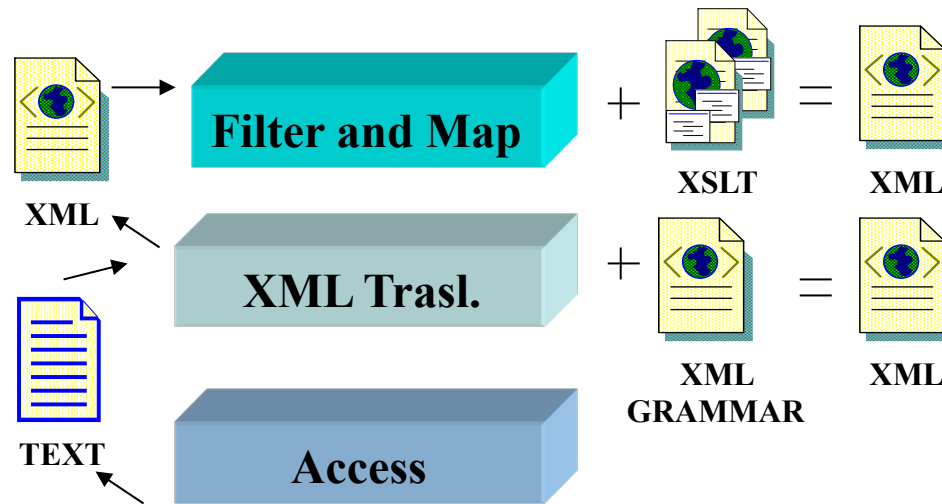 Filter and Map
+
=
XSLT
XML
XML
XML Trasl.
+
=
XML
GRAMMAR
XML
TEXT
Access